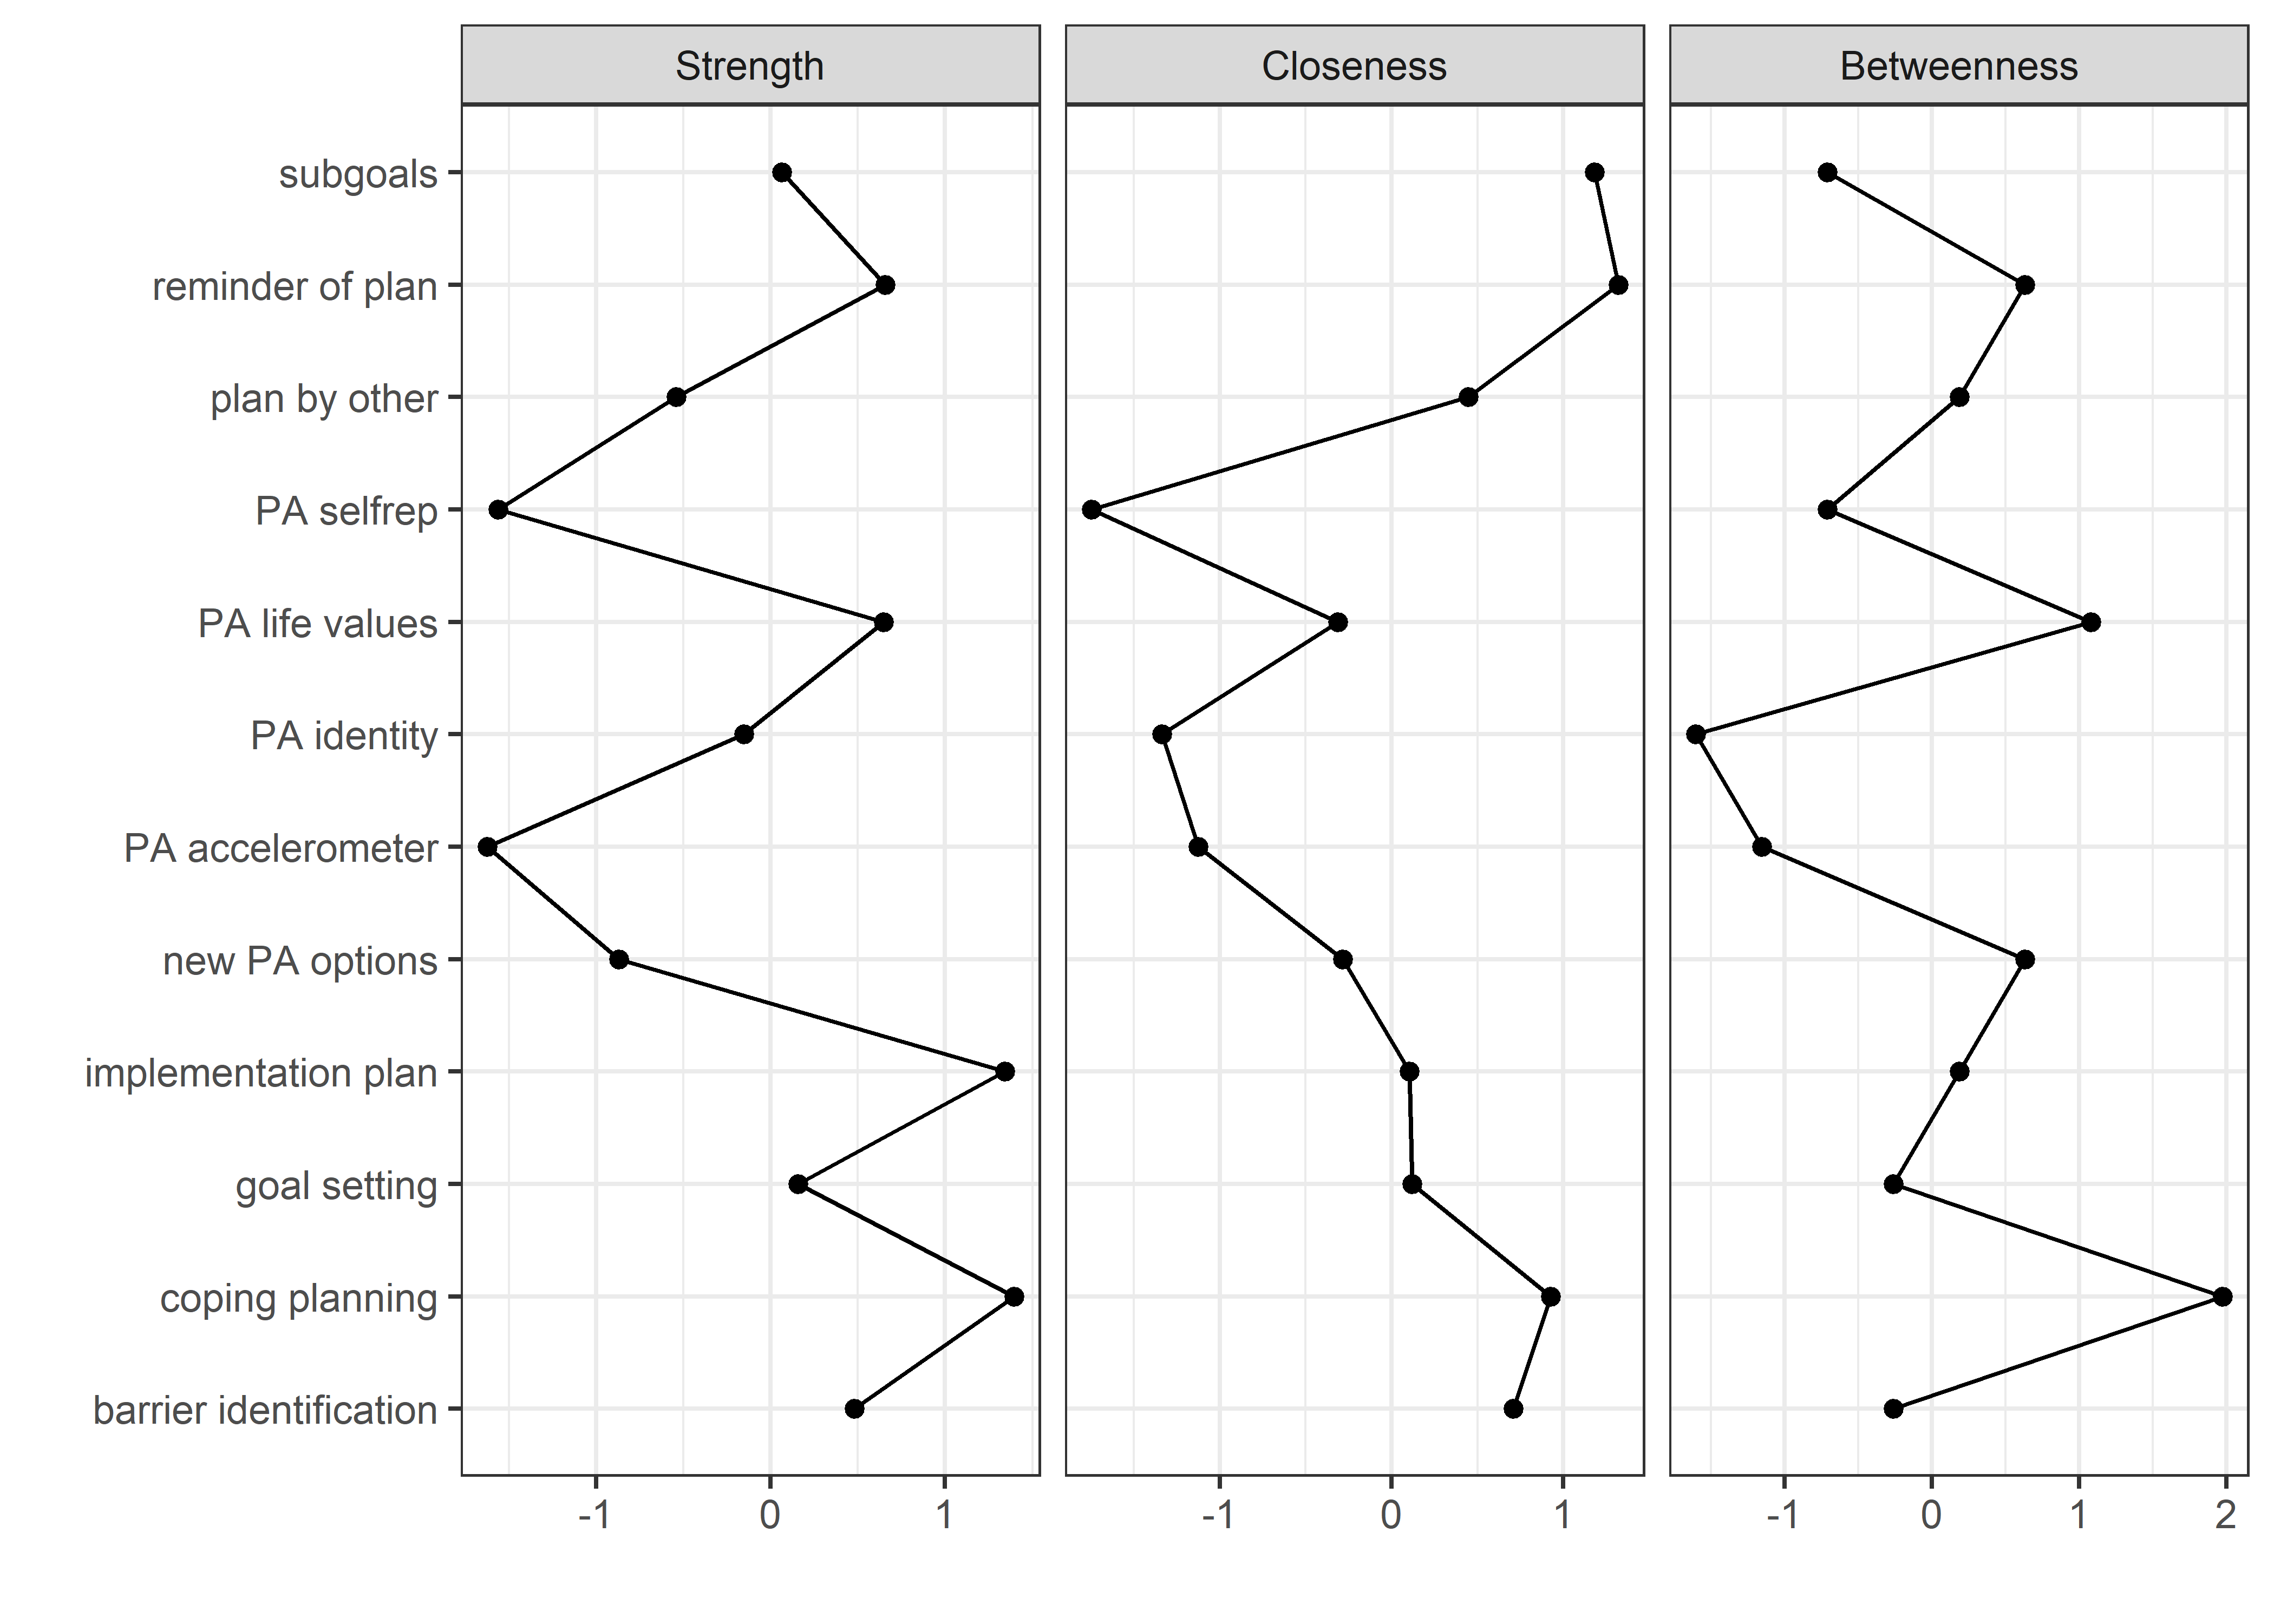 Strength Closeness Betweenness
subgoals
reminder of plan
plan by other
PA selfrep
PA life values
PA identity
PA accelerometer
new PA options
implementation plan
goal setting
coping planning
barrier identification
-1 0 1 -1 0 1 -1 0 1 2